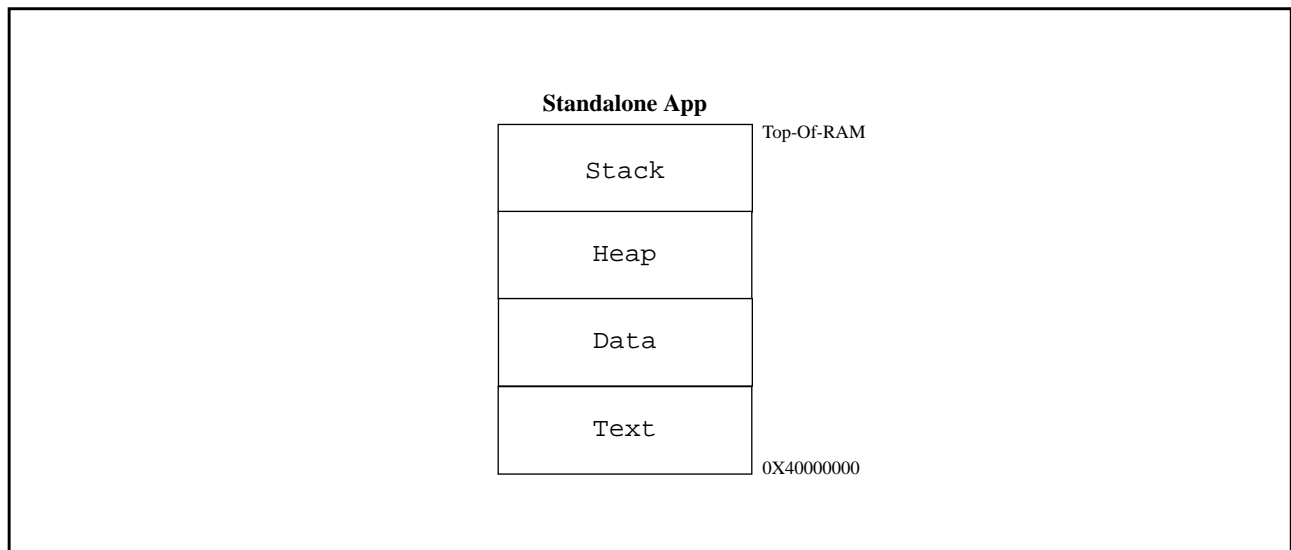 Standalone App
Top-Of-RAM
Stack
Heap
Data
Text
0X40000000